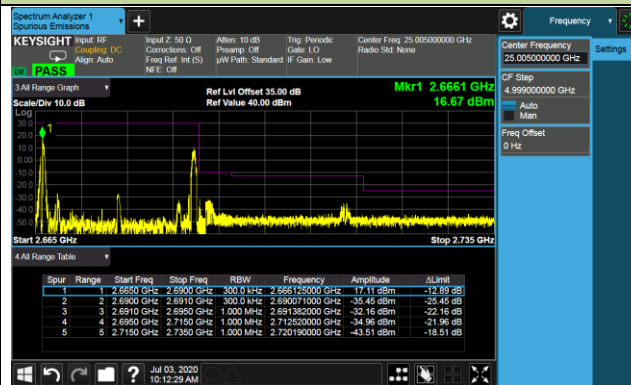 Spectrum Analyzer 1
Spurious Emissions
Frequency
KEYSIGHT
Input: RF
Coupling: DC
Align: Auto
Input Z: 50 Ω
Corrections: Off
Freq Ref: Int (S)
NFE: Off
Atten: 10 dB
Preamp: Off
µW Path: Standard
Trig: Periodic
Gate: LO
IF Gain: Low
Center Freq: 25.005000000 GHz
Radio Std: None
PASS
Center Frequency
25.005000000 GHz
Settings
CF Step
4.999000000 GHz
Auto
Man
Freq Offset
0 Hz
3 All Range Graph
Scale/Div 10.0 dB
Ref Lvl Offset 35.00 dB
Ref Value 40.00 dBm
Mkr1 2.6661 GHz
16.67 dBm
Log
30.0
20.0
10.0
0.00
-10.0
-20.0
-30.0
-40.0
-50.0
1
Start 2.665 GHz
Stop 2.735 GHz
4 All Range Table
Spur Range Start Freq Stop Freq RBW Frequency Amplitude ΔLimit
1 1 2.6650 GHz 2.6900 GHz 300.0 kHz 2.666125000 GHz 17.11 dBm -12.89 dB
2 2 2.6900 GHz 2.6910 GHz 300.0 kHz 2.690071000 GHz -35.45 dBm -25.45 dB
3 3 2.6910 GHz 2.6950 GHz 1.000 MHz 2.691382000 GHz -32.16 dBm -22.16 dB
4 4 2.6950 GHz 2.7150 GHz 1.000 MHz 2.712520000 GHz -34.96 dBm -21.96 dB
5 5 2.7150 GHz 2.7350 GHz 1.000 MHz 2.720190000 GHz -43.51 dBm -18.51 dB
Jul 03, 2020
10:12:29 AM